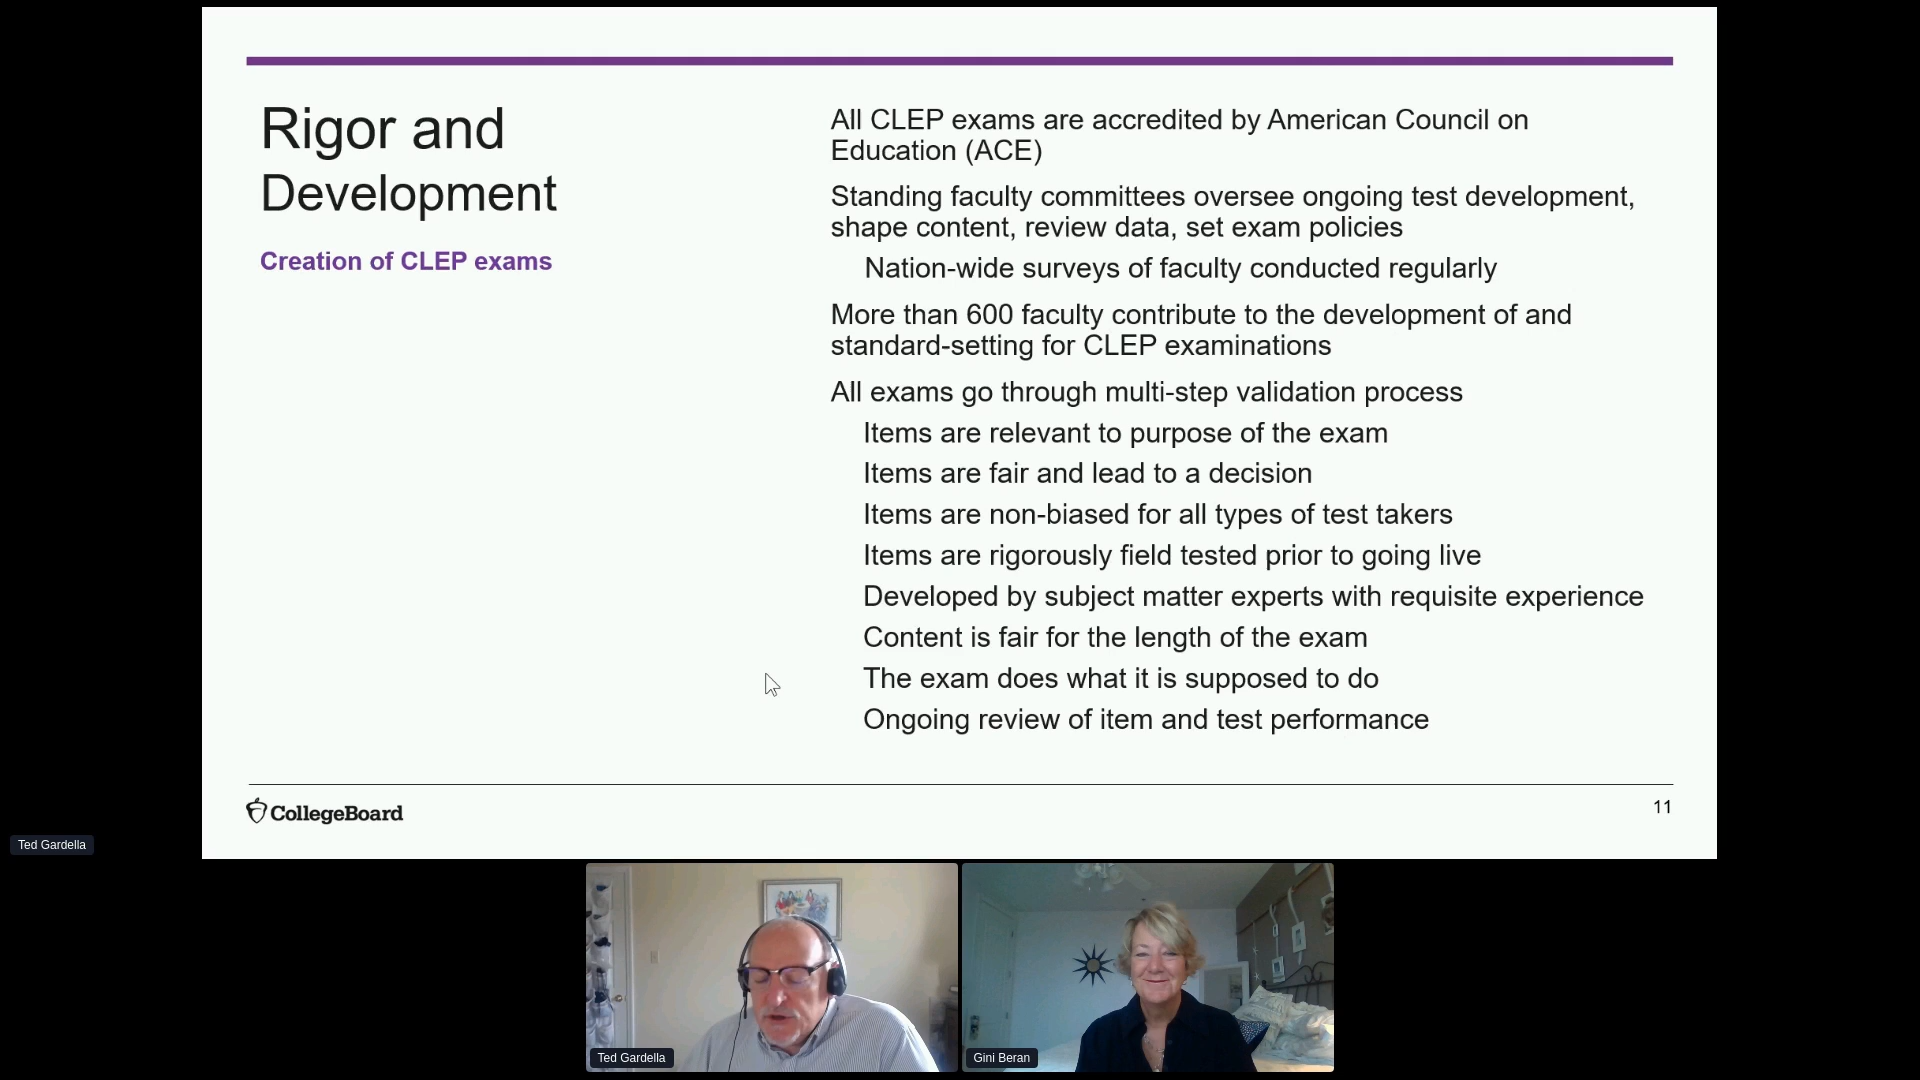 Rigor and
Development
Creation of CLEP exams
All CLEP exams are accredited by American Council on
Education (ACE)
Standing faculty committees oversee ongoing test development,
shape content, review data, set exam policies
Nation-wide surveys of faculty conducted regularly
More than 600 faculty contribute to the development of and
standard-setting for CLEP examinations
All exams go through multi-step validation process
Items are relevant to purpose of the exam
Items are fair and lead to a decision
Items are non-biased for all types of test takers
Items are rigorously field tested prior to going live
Developed by subject matter experts with requisite experience
Content is fair for the length of the exam
The exam does what it is supposed to do
Ongoing review of item and test performance
CollegeBoard
11
Ted Gardella
Ted Gardella
Gini Beran